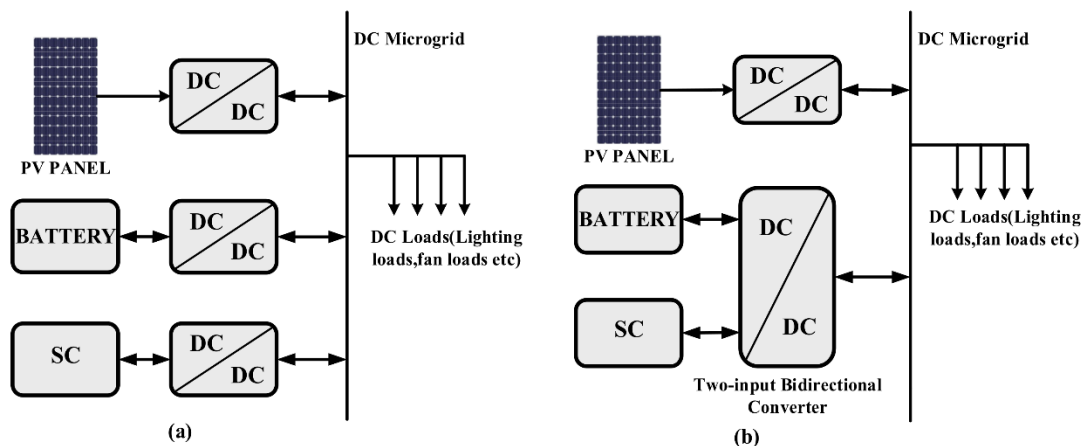 DC Microgrid
DC
DC
PV PANEL
BATTERY
DC
DC
DC Loads(Lighting
loads,fan loads etc)
SC
DC
DC
(a)
DC Microgrid
DC
DC
PV PANEL
BATTERY
DC
DC Loads(Lighting
loads,fan loads etc)
SC
DC
Two-input Bidirectional
Converter
(b)